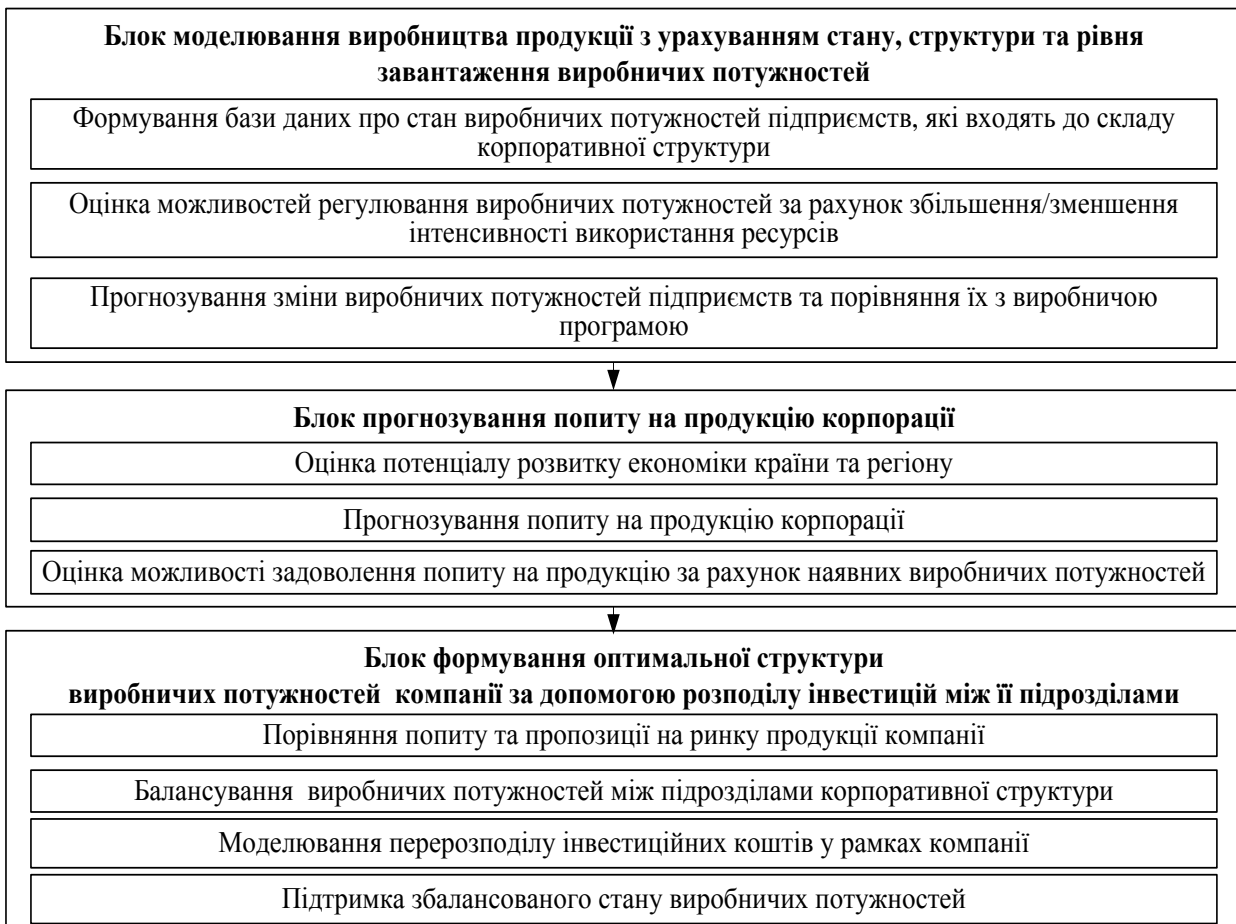 Блок моделювання виробництва продукції з урахуванням стану, структури та рівня
завантаження виробничих потужностей
Формування бази даних про стан виробничих потужностей підприємств, які входять до складу
корпоративної структури
Оцінка можливостей регулювання виробничих потужностей за рахунок збільшення/зменшення
інтенсивності використання ресурсів
Прогнозування зміни виробничих потужностей підприємств та порівняння їх з виробничою
програмою
Блок прогнозування попиту на продукцію корпорації
Оцінка потенціалу розвитку економіки країни та регіону
Прогнозування попиту на продукцію корпорації
Оцінка можливості задоволення попиту на продукцію за рахунок наявних виробничих потужностей
Блок формування оптимальної структури
виробничих потужностей компанії за допомогою розподілу інвестицій між її підрозділами
Порівняння попиту та пропозиції на ринку продукції компанії
Балансування виробничих потужностей між підрозділами корпоративної структури
Моделювання перерозподілу інвестиційних коштів у рамках компанії
Підтримка збалансованого стану виробничих потужностей